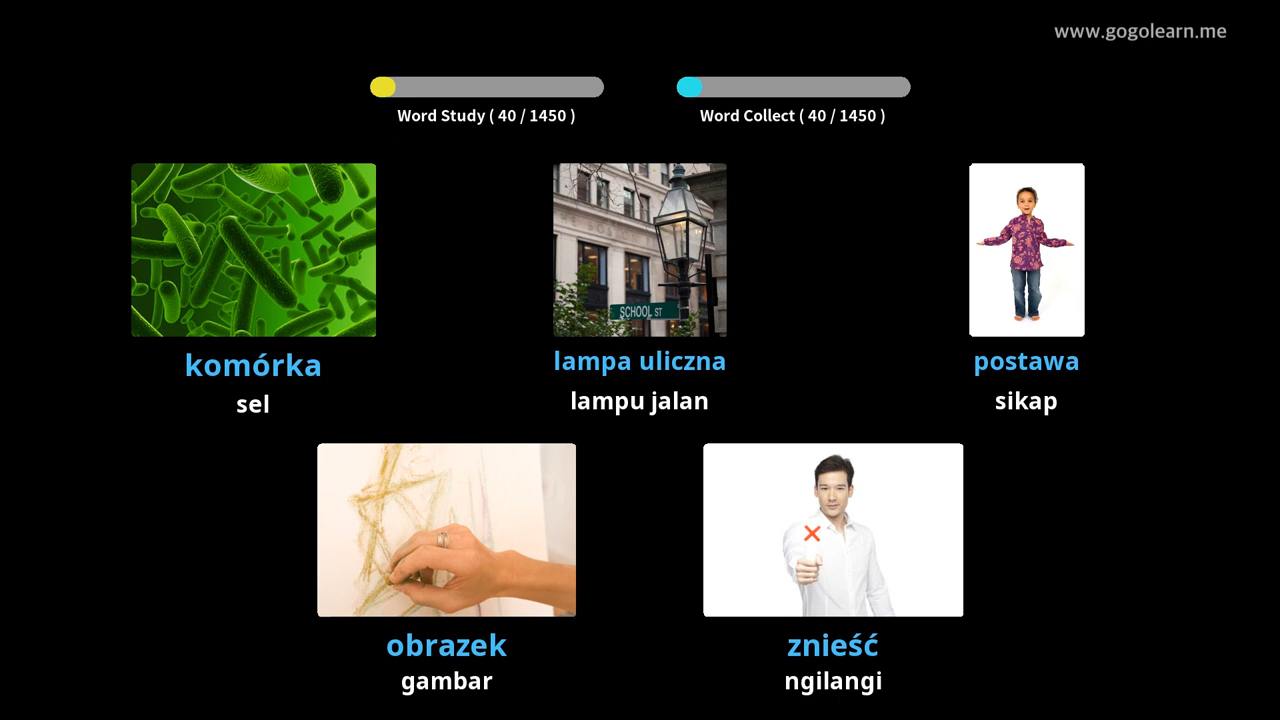 www.gogolearn.me
Word Study ( 40 / 1450 )
Word Collect ( 40 / 1450 )
SCHOOL ST
komórka
sel
lampa uliczna
lampu jalan
postawa
sikap
obrazek
gambar
znieść
ngilangi